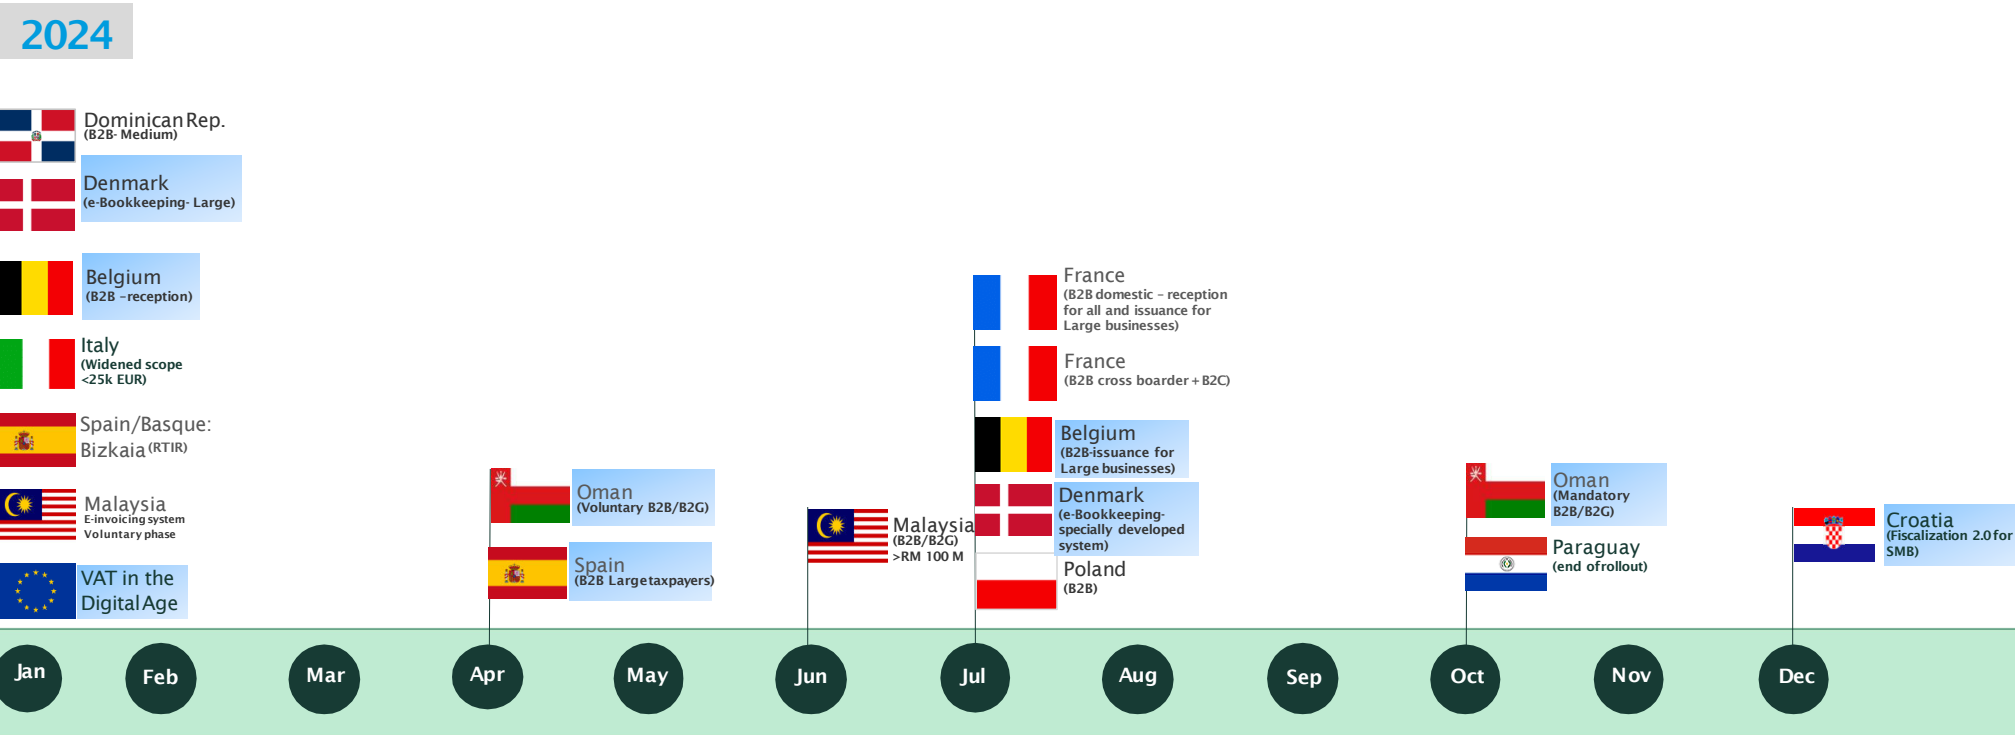 2024
Dominican Rep.
(B2B- Medium)
Denmark
(e-Bookkeeping- Large)
Belgium
(B2B –reception)
Italy
(Widened scope
<25k EUR)
Spain/Basque:
Bizkaia (RTIR)
Malaysia
E-invoicing system
Voluntary phase
VAT in the
Digital Age
Oman
(Voluntary B2B/B2G)
Spain
(B2B Large taxpayers)
Malaysia
(B2B/B2G)
>RM 100 M
France
(B2B domestic – reception
for all and issuance for
Large businesses)
France
(B2B cross boarder + B2C)
Belgium
(B2B-issuance for
Large businesses)
Denmark
(e-Bookkeeping-
specially developed
system)
Poland
(B2B)
Oman
(Mandatory
B2B/B2G)
Paraguay
(end of rollout)
Croatia
(Fiscalization 2.0 for
SMB)
Jan Feb Mar Apr May Jun Jul Aug Sep Oct Nov Dec